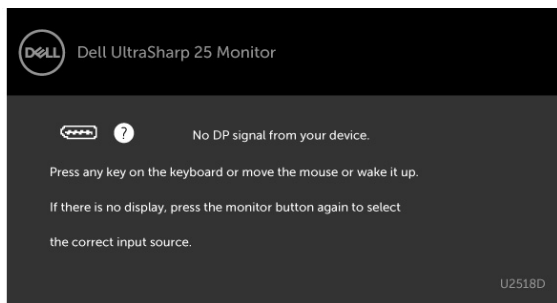 DELL Dell UltraSharp 25 Monitor
? No DP signal from your device.
Press any key on the keyboard or move the mouse or wake it up.
If there is no display, press the monitor button again to select
the correct input source.
U2518D